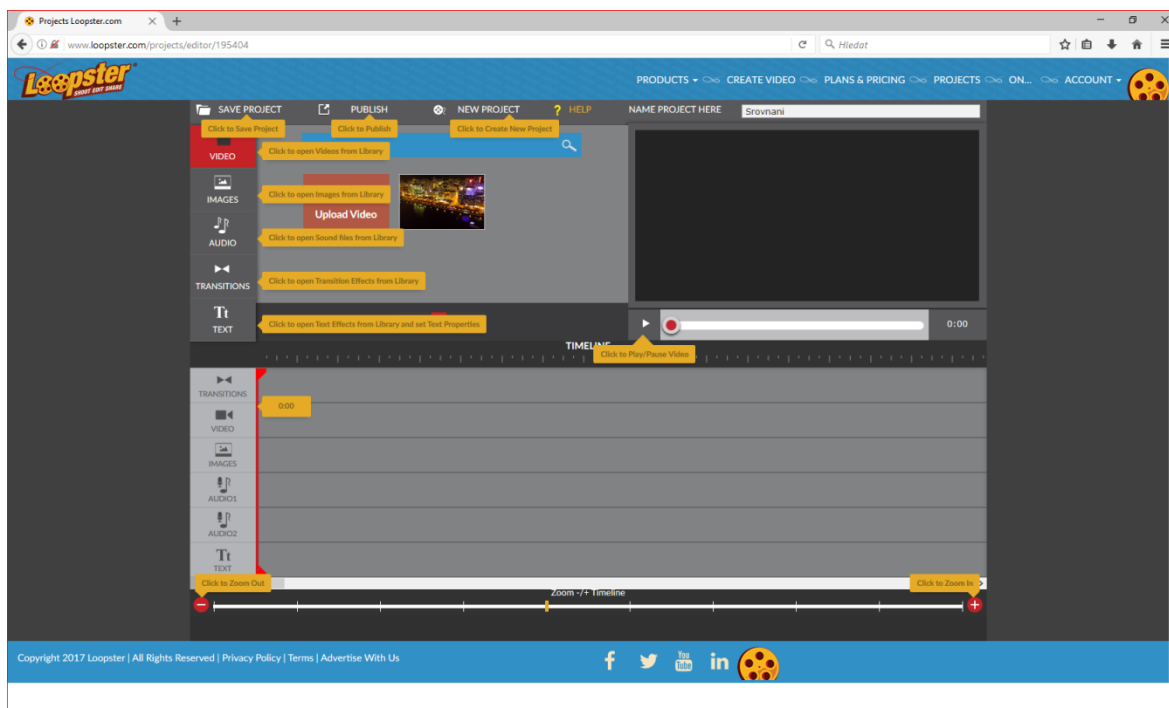 Projects Loopster.com
www.loopster.com/projects/editor/195404
Hledat
Loopster
SHOOT EDIT SHARE
PRODUCTS
CREATE VIDEO
PLANS & PRICING
PROJECTS
ON...
ACCOUNT
SAVE PROJECT
PUBLISH
NEW PROJECT
? HELP
NAME PROJECT HERE
Srovnani
Click to Save Project
Click to Publish
Click to Create New Project
VIDEO
Click to open Videos from Library
IMAGES
Click to open Images from Library
Upload Video
AUDIO
Click to open Sound files from Library
TRANSITIONS
Click to open Transition Effects from Library
Tt
TEXT
Click to open Text Effects from Library and set Text Properties
0:00
TIMELINE
Click to Play/Pause Video
TRANSITIONS
0:00
VIDEO
IMAGES
AUDIO1
AUDIO2
Tt
TEXT
Click to Zoom Out
Click to Zoom In
Zoom -/+ Timeline
Copyright 2017 Loopster | All Rights Reserved | Privacy Policy | Terms | Advertise With Us
f
You Tube
in